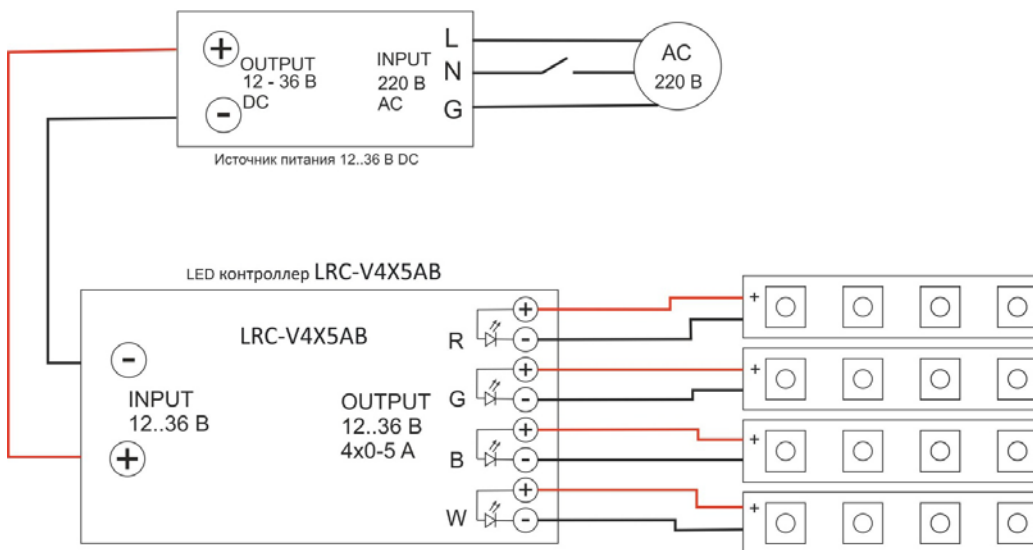 +
OUTPUT
12 - 36 В
DC
-
INPUT
220 В
AC
L
N
G
AC
220 В
Источник питания 12..36 В DC
LED контроллер LRC-V4X5AB
LRC-V4X5AB
-
INPUT
12..36 В
+
OUTPUT
12..36 В
4x0-5 A
+
R -
+
G -
+
B -
+
W -
+
+
+
+